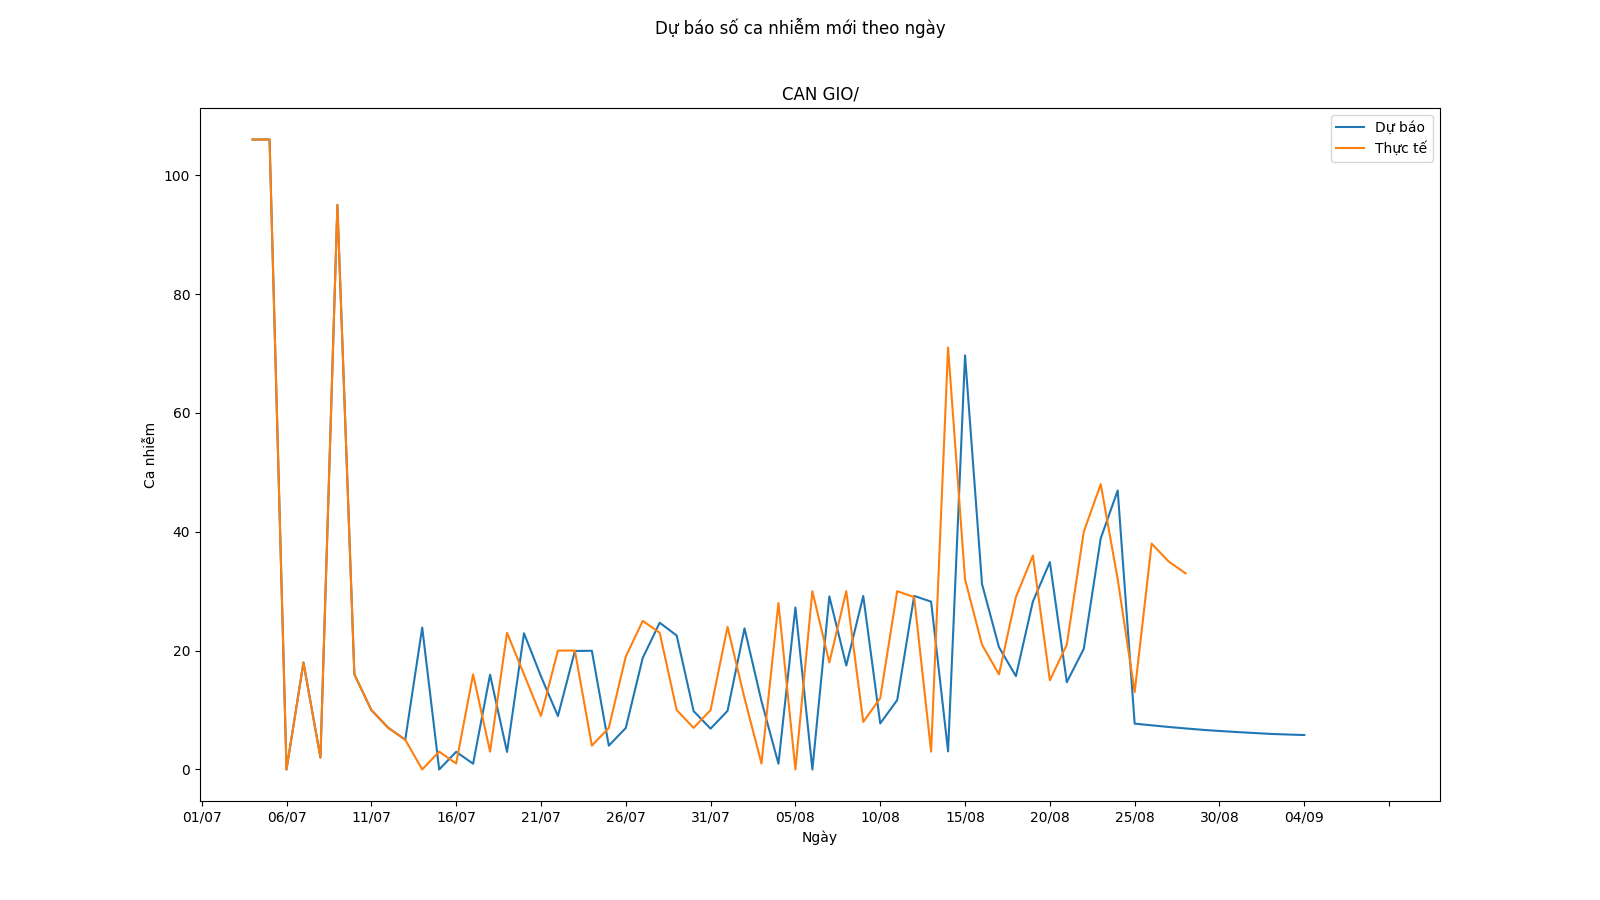 Dự báo số ca nhiễm mới theo ngày
CAN GIO/
Dự báo
Thực tế
100
80
60
40
20
0
Ca nhiễm
01/07 06/07 11/07 16/07 21/07 26/07 31/07 05/08 10/08 15/08 20/08 25/08 30/08 04/09
Ngày